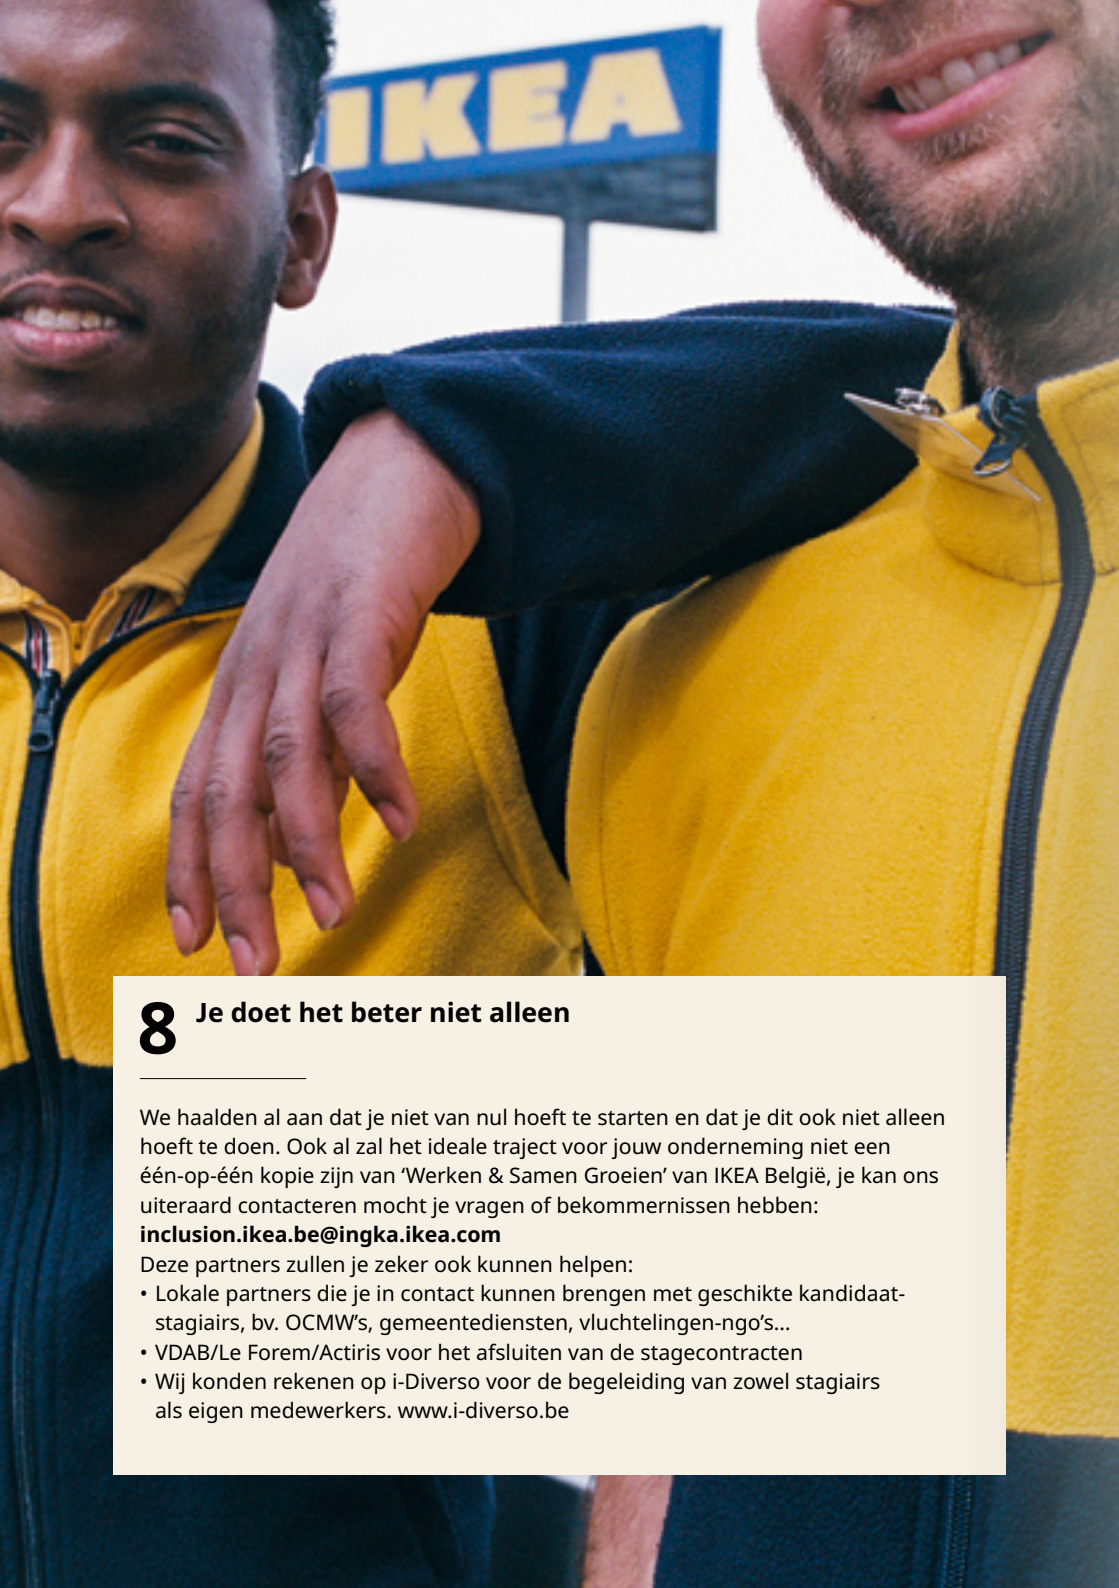 IKEA
8 Je doet het beter niet alleen
We haalden al aan dat je niet van nul hoeft te starten en dat je dit ook niet alleen
hoeft te doen. Ook al zal het ideale traject voor jouw onderneming niet een
één-op-één kopie zijn van ‘Werken & Samen Groeien’ van IKEA België, je kan ons
uiteraard contacteren mocht je vragen of bekommernissen hebben:
inclusion.ikea.be@ingka.ikea.com
Deze partners zullen je zeker ook kunnen helpen:
• Lokale partners die je in contact kunnen brengen met geschikte kandidaat-
stagiairs, bv. OCMW’s, gemeentediensten, vluchtelingen-ngo’s...
• VDAB/Le Forem/Actiris voor het afsluiten van de stagecontracten
• Wij konden rekenen op i-Diverso voor de begeleiding van zowel stagiairs
als eigen medewerkers. www.i-diverso.be